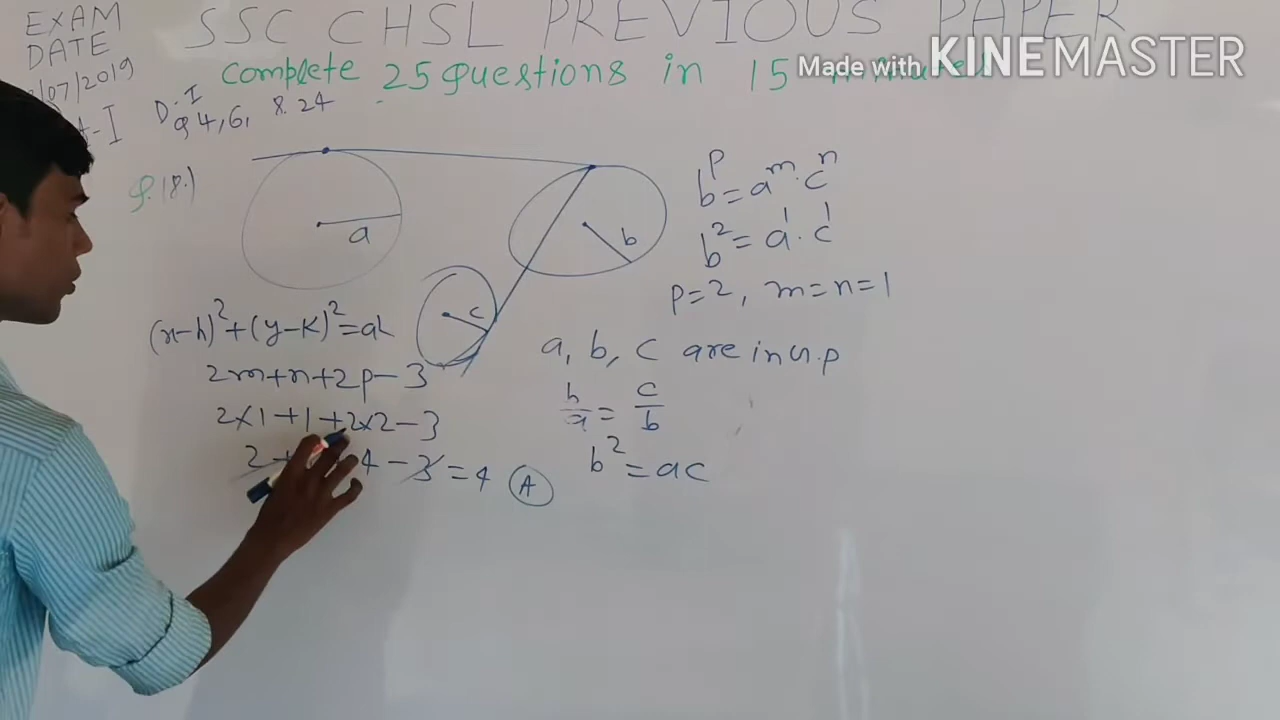 EXAM
DATE
/07/2019
-I
SSC CHSL PREVIOUS PAPER
complete 25 questions in 15
Made with KINEMASTER
D.I
Q 4, 6, 8. 24
Q.18.)
a
b
c
b^p = a^m · c^n
b^2 = a^1 · c^1
p=2, m=n=1
(x-h)^2+(y-k)^2=a
2m+n+2p-3
2×1+1+2×2-3
2+ 4-3=4 (A)
a, b, c are in G.p
b/a = c/b
b^2 = ac